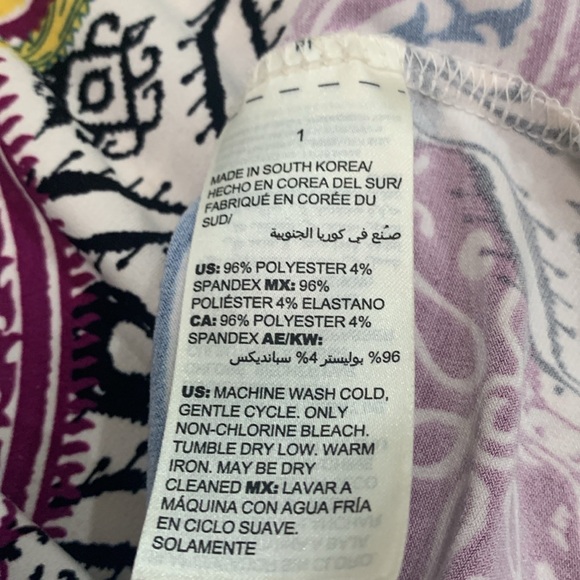 1
MADE IN SOUTH KOREA/
HECHO EN COREA DEL SUR/
FABRIQUÉ EN CORÉE DU
SUD/
صُنع في كوريا الجنوبية
US: 96% POLYESTER 4%
SPANDEX MX: 96%
POLIÉSTER 4% ELASTANO
CA: 96% POLYESTER 4%
SPANDEX AE/KW:
96% بوليستر 4% سبانديكس
US: MACHINE WASH COLD,
GENTLE CYCLE. ONLY
NON-CHLORINE BLEACH.
TUMBLE DRY LOW. WARM
IRON. MAY BE DRY
CLEANED MX: LAVAR A
MÁQUINA CON AGUA FRÍA
EN CICLO SUAVE.
SOLAMENTE